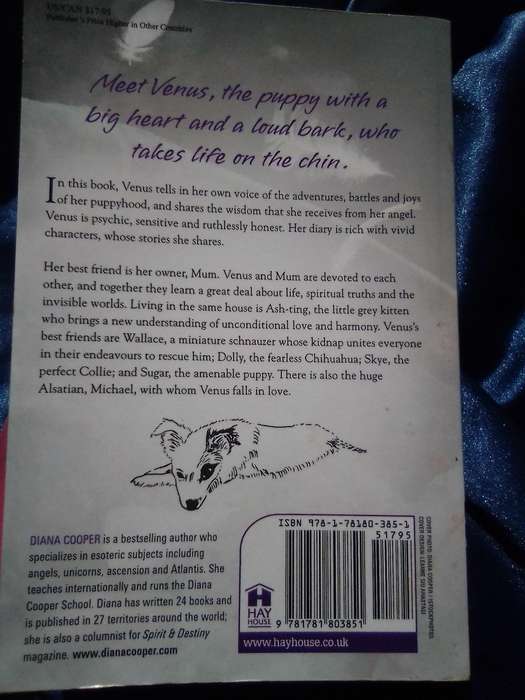 US/CAN $17.95
Publisher's Price Higher in Other Countries
Meet Venus, the puppy with a
big heart and a loud bark, who
takes life on the chin.
In this book, Venus tells in her own voice of the adventures, battles and joys
of her puppyhood, and shares the wisdom that she receives from her angel.
Venus is psychic, sensitive and ruthlessly honest. Her diary is rich with vivid
characters, whose stories she shares.
Her best friend is her owner, Mum. Venus and Mum are devoted to each
other, and together they learn a great deal about life, spiritual truths and the
invisible worlds. Living in the same house is Ash-ting, the little grey kitten
who brings a new understanding of unconditional love and harmony. Venus's
best friends are Wallace, a miniature schnauzer whose kidnap unites everyone
in their endeavours to rescue him; Dolly, the fearless Chihuahua; Skye, the
perfect Collie; and Sugar, the amenable puppy. There is also the huge
Alsatian, Michael, with whom Venus falls in love.
DIANA COOPER is a bestselling author who
specializes in esoteric subjects including
angels, unicorns, ascension and Atlantis. She
teaches internationally and runs the Diana
Cooper School. Diana has written 24 books and
is published in 27 territories around the world;
she is also a columnist for Spirit & Destiny
magazine. www.dianacooper.com
ISBN 978-1-78180-385-1
51795
HAY
HOUSE
9 781781 803851
www.hayhouse.co.uk
COVER PHOTO: DIANA COOPER / ISTOCKPHOTOS
COVER DESIGN: LEANNE SIU ANASTASI